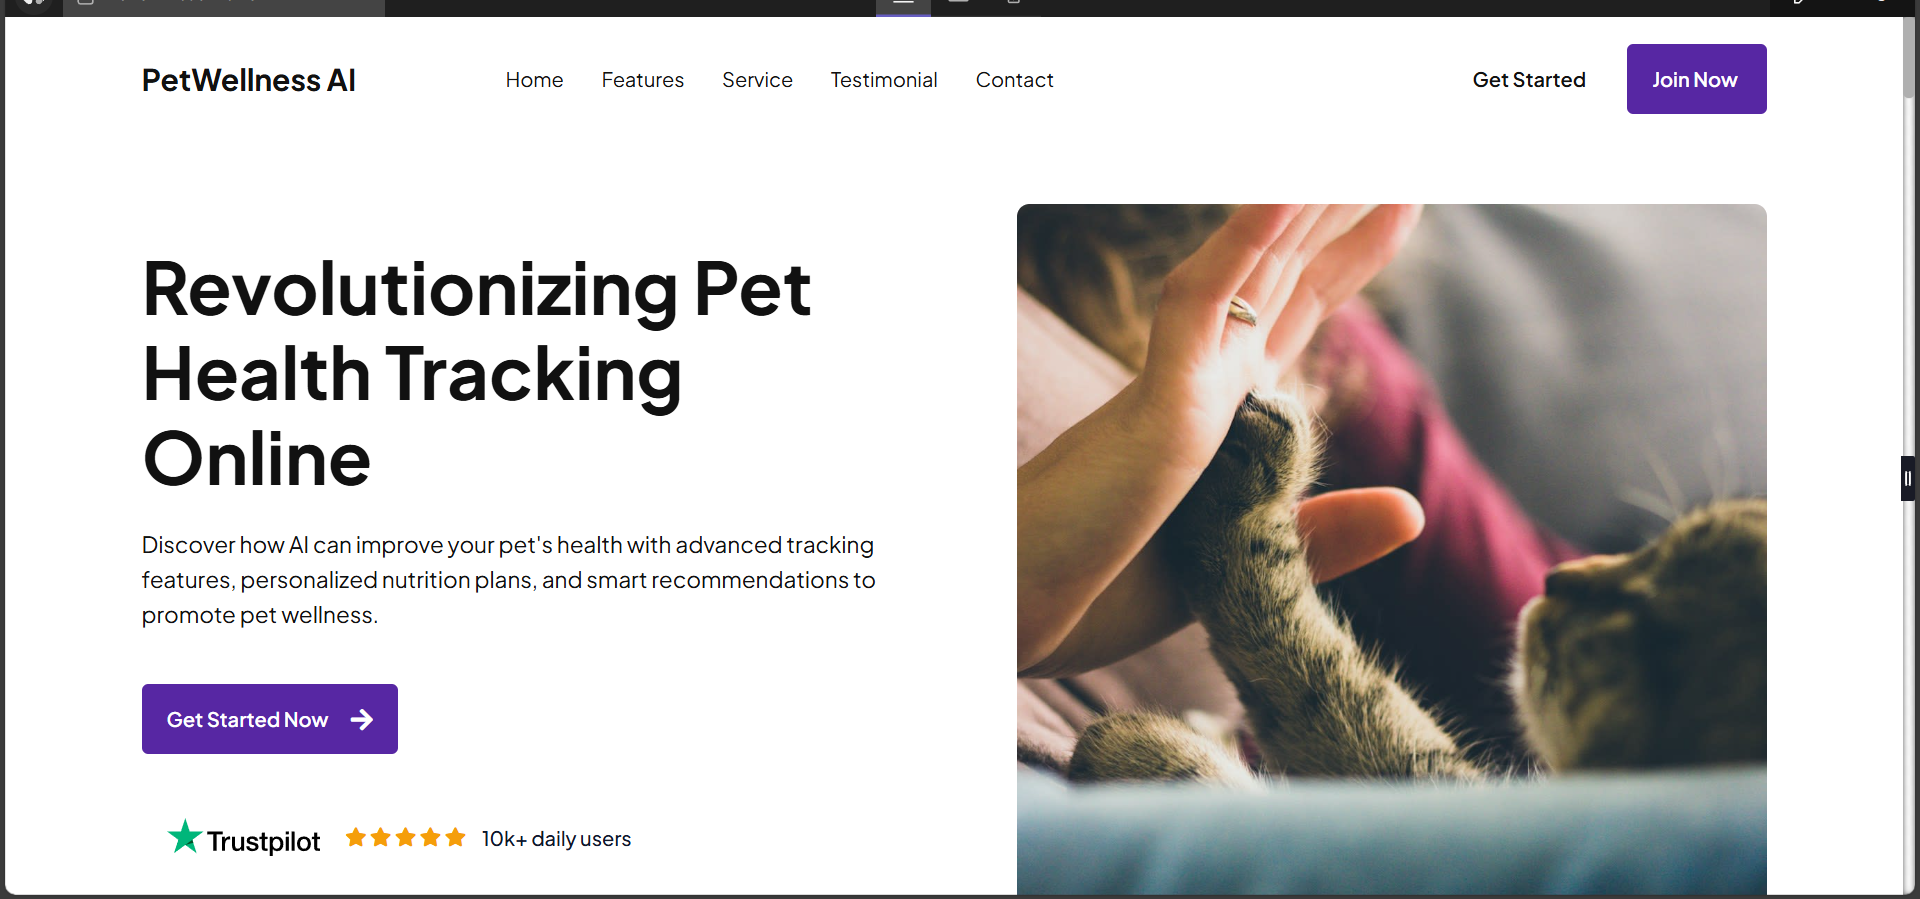 PetWellness AI
Home
Features
Service
Testimonial
Contact
Get Started
Join Now
Revolutionizing Pet
Health Tracking
Online
Discover how AI can improve your pet's health with advanced tracking
features, personalized nutrition plans, and smart recommendations to
promote pet wellness.
Get Started Now
Trustpilot
10k+ daily users